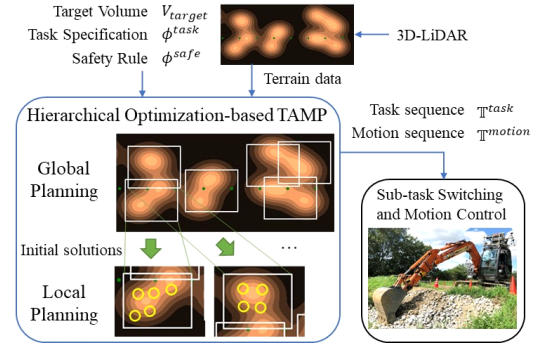 Target Volume V_target
Task Specification ϕ^task
Safety Rule ϕ^safe
3D-LiDAR
Terrain data
Hierarchical Optimization-based TAMP
Task sequence 𝕋^task
Motion sequence 𝕋^motion
Global
Planning
Sub-task Switching
and Motion Control
Initial solutions
...
Local
Planning